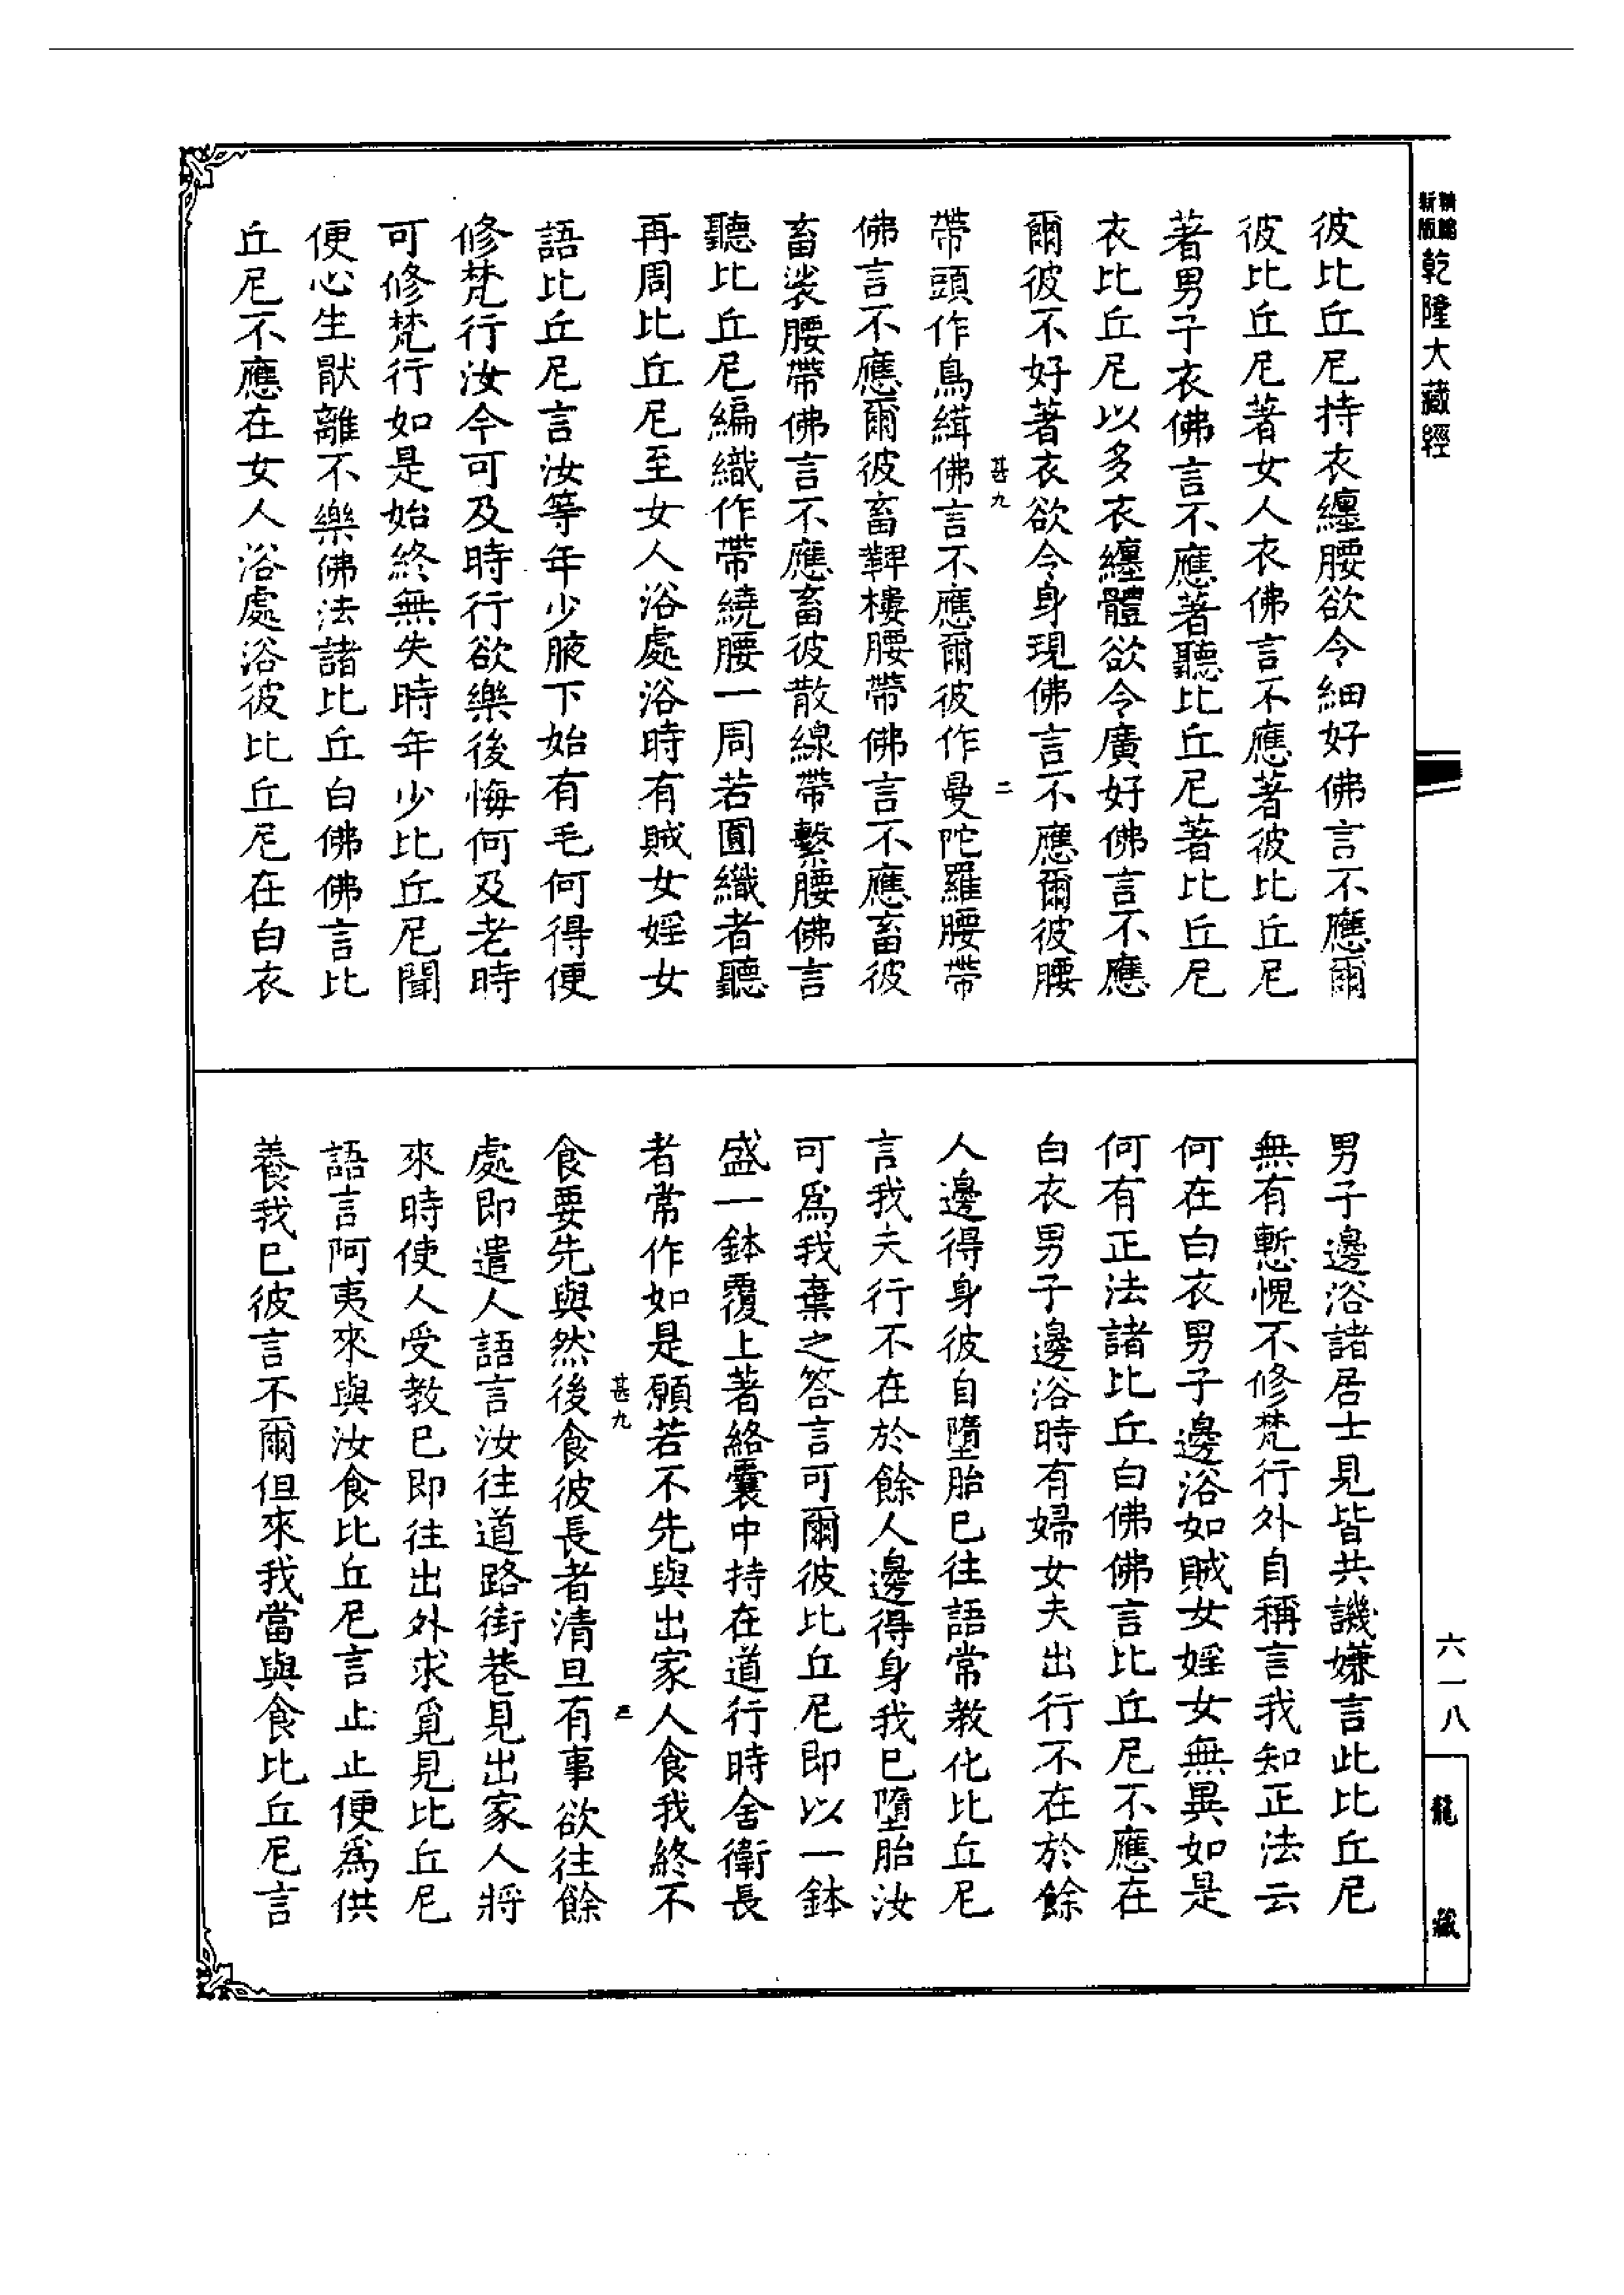 新編
新版
乾隆大藏經
彼比丘尼持衣纏腰欲令細好佛言不應爾
彼比丘尼著女人衣佛言不應著彼比丘尼
著男子衣佛言不應著聽比丘尼著比丘尼
衣比丘尼以多衣纏體欲令廣好佛言不應
爾彼不好著衣欲令身現佛言不應爾彼腰
甚九
二
帶頭作鳥緝佛言不應爾彼作曼陀羅腰帶
佛言不應爾彼畜鞞樓腰帶佛言不應畜彼
畜娑腰帶佛言不應畜彼散線帶繫腰佛言
聽比丘尼編織作帶繞腰一周若圓織者聽
再周比丘尼至女人浴處浴時有賊女婬女
語比丘尼言汝等年少腋下始有毛何得便
修梵行汝今可及時行欲樂後悔何及老時
可修梵行如是始終無失時年少比丘尼聞
便心生厭離不樂佛法諸比丘白佛佛言比
丘尼不應在女人浴處浴彼比丘尼在白衣
男子邊浴諸居士見皆共譏嫌言此比丘尼
無有慙愧不修梵行外自稱言我知正法云
何在白衣男子邊浴如賊女婬女無異如是
何有正法諸比丘白佛佛言比丘尼不應在
白衣男子邊浴時有婦女夫出行不在於餘
人邊得身彼自墮胎已往語常教化比丘尼
言我夫行不在於餘人邊得身我已墮胎汝
可爲我棄之答言可爾彼比丘尼即以一鉢
盛一鉢覆上著絡囊中持在道行時舍衛長
者常作如是願若不先與出家人食我終不
甚九
三
食要先與然後食彼長者清旦有事欲往餘
處即遣人語言汝往道路街巷見出家人將
來時使人受教已即往出外求覓見比丘尼
語言阿夷來與汝食比丘尼言止止便爲供
養我已彼言不爾但來我當與食比丘尼言
六一八
龍藏